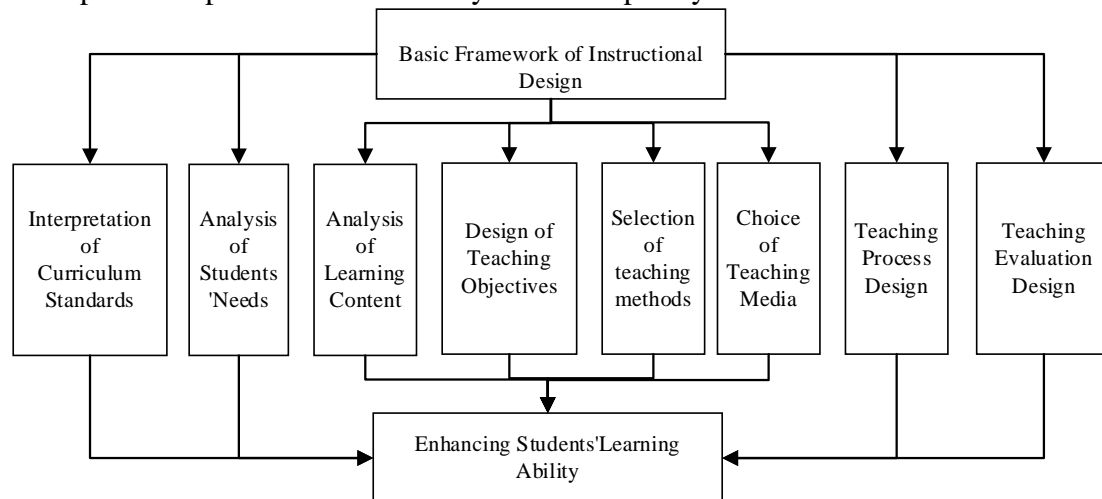 Basic Framework of Instructional
Design
Interpretation
of
Curriculum
Standards
Analysis
of
Students
'Needs
Analysis
of
Learning
Content
Design of
Teaching
Objectives
Selection
of
teaching
methods
Choice
of
Teaching
Media
Teaching
Process
Design
Teaching
Evaluation
Design
Enhancing Students'Learning
Ability